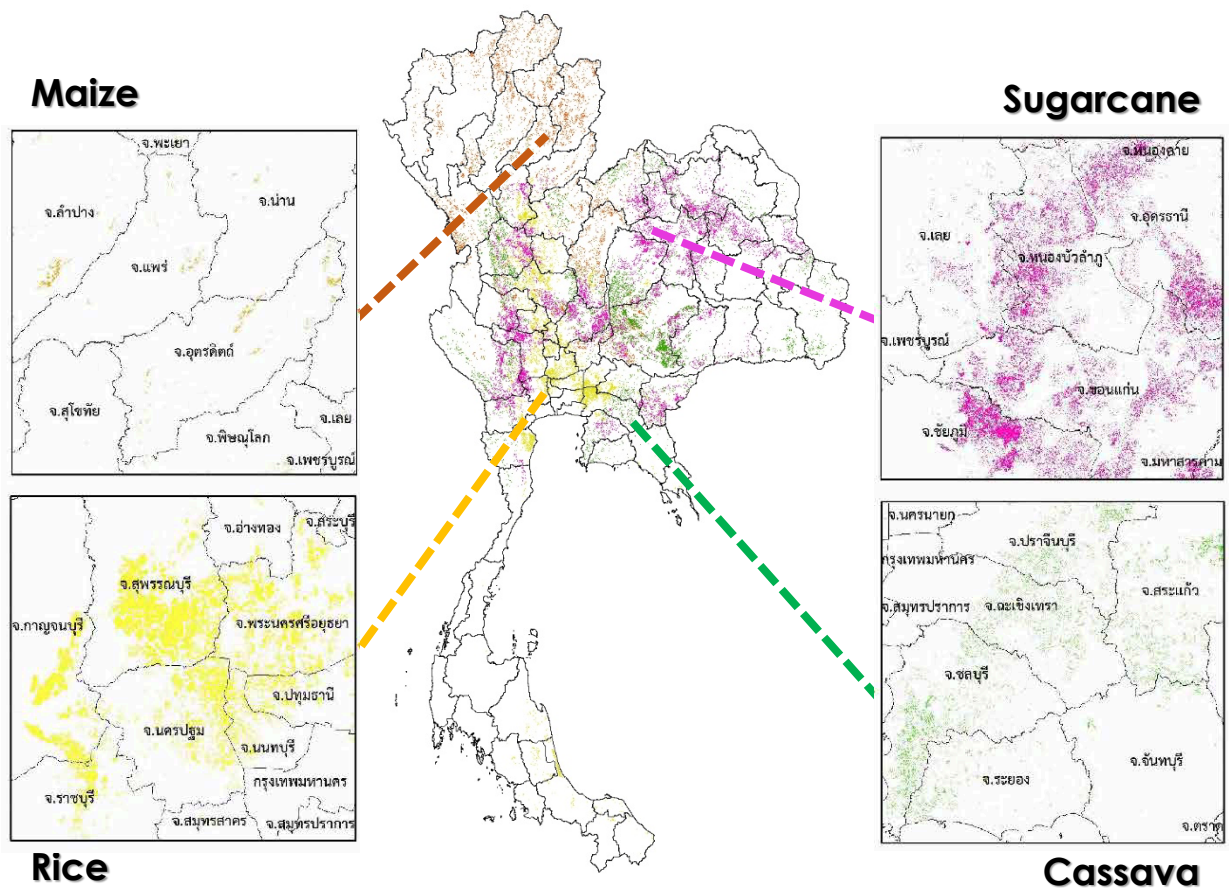 Maize
จ.พะเยา
จ.ลำปาง
จ.น่าน
จ.แพร่
จ.อุตรดิตถ์
จ.สุโขทัย
จ.เลย
จ.พิษณุโลก
จ.เพชรบูรณ์
Sugarcane
จ.หนองคาย
จ.อุดรธานี
จ.เลย
จ.หนองบัวลำภู
จ.เพชรบูรณ์
จ.ขอนแก่น
จ.ชัยภูมิ
จ.มหาสารคาม
จ.อ่างทอง
จ.สระบุรี
จ.สุพรรณบุรี
จ.กาญจนบุรี
จ.พระนครศรีอยุธยา
จ.ปทุมธานี
จ.นครปฐม
จ.นนทบุรี
กรุงเทพมหานคร
จ.ราชบุรี
จ.สมุทรสาคร
จ.สมุทรปราการ
Rice
จ.นครนายก
จ.ปราจีนบุรี
กรุงเทพมหานคร
จ.สระแก้ว
จ.สมุทรปราการ
จ.ฉะเชิงเทรา
จ.ชลบุรี
จ.จันทบุรี
จ.ระยอง
จ.ตราด
Cassava